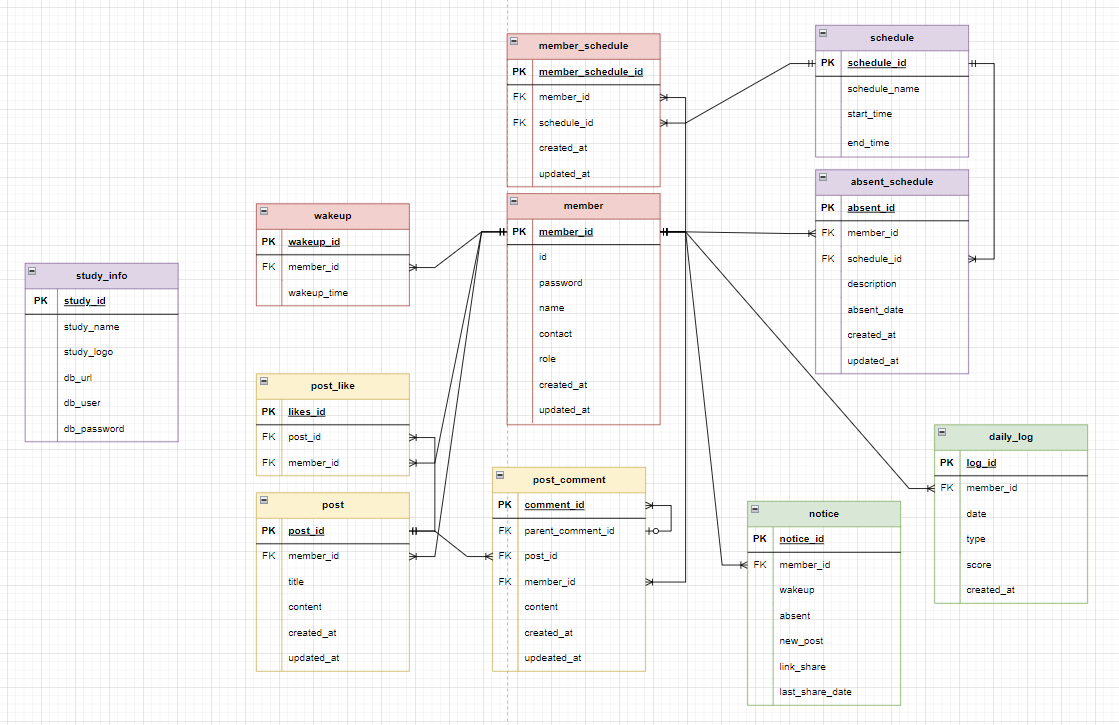 member_schedule
PK member_schedule_id
FK member_id
FK schedule_id
created_at
updated_at
schedule
PK schedule_id
schedule_name
start_time
end_time
absent_schedule
PK absent_id
FK member_id
FK schedule_id
description
absent_date
created_at
updated_at
wakeup
PK wakeup_id
FK member_id
wakeup_time
member
PK member_id
id
password
name
contact
role
created_at
updated_at
study_info
PK study_id
study_name
study_logo
db_url
db_user
db_password
post_like
PK likes_id
FK post_id
FK member_id
post
PK post_id
FK member_id
title
content
created_at
updated_at
post_comment
PK comment_id
FK parent_comment_id
FK post_id
FK member_id
content
created_at
updeated_at
notice
PK notice_id
FK member_id
wakeup
absent
new_post
link_share
last_share_date
daily_log
PK log_id
FK member_id
date
type
score
created_at